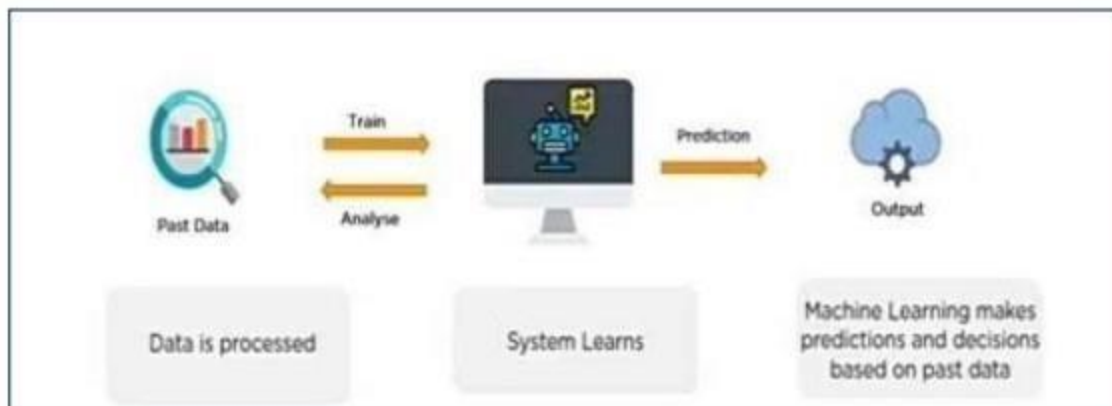 Train
Prediction
Past Data
Analyse
Output
Data is processed
System Learns
Machine Learning makes
predictions and decisions
based on past data